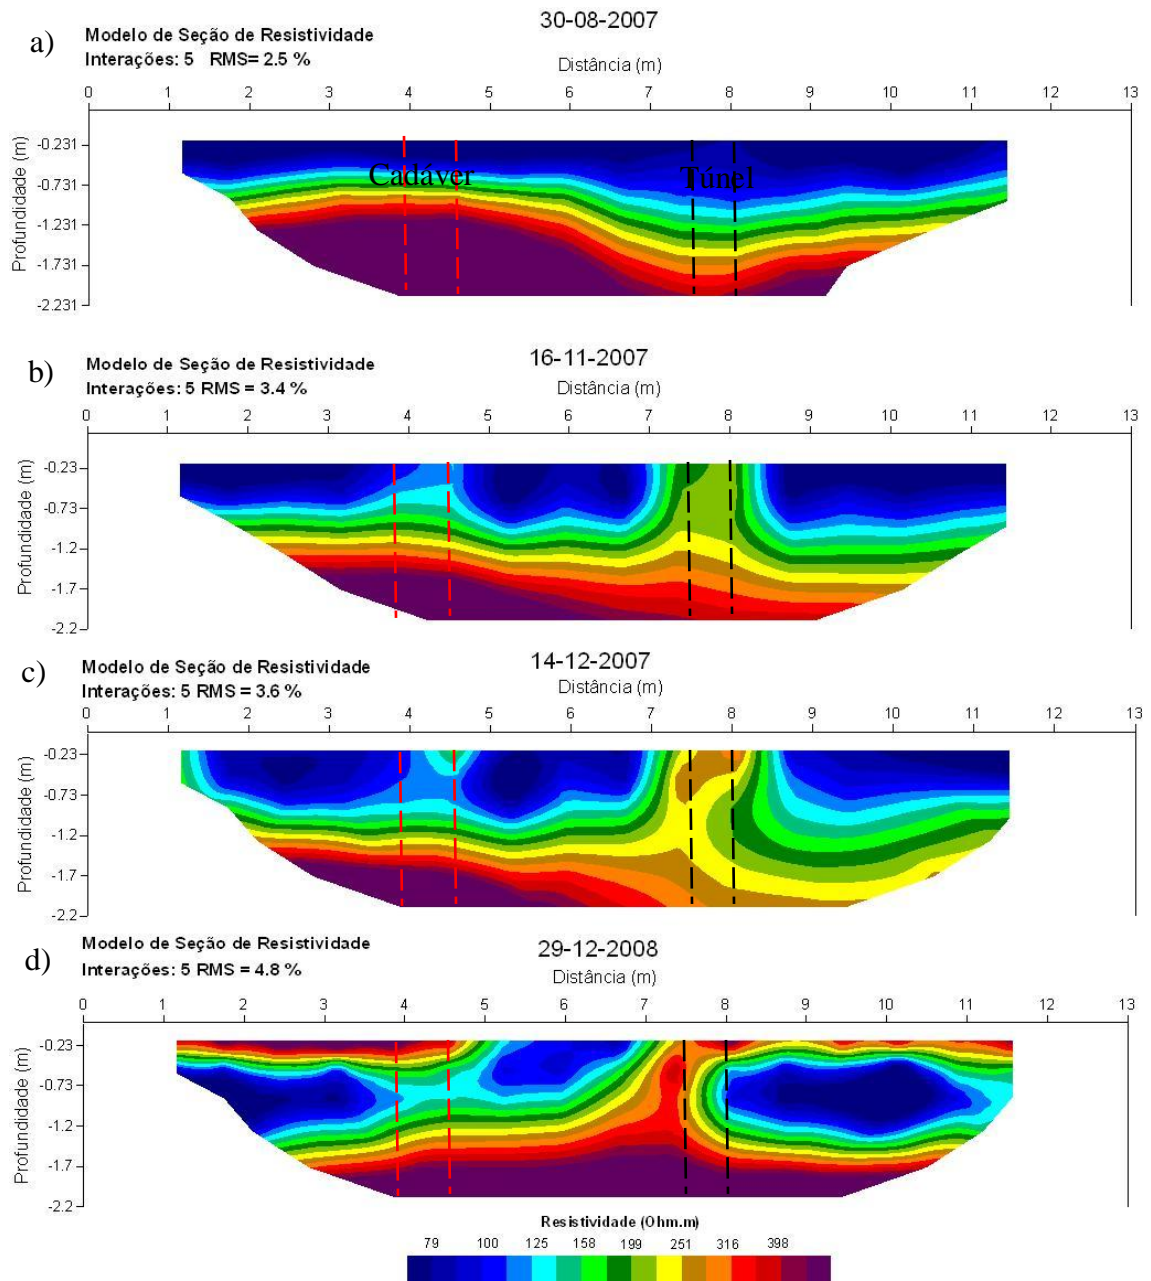 a)
30-08-2007
Modelo de Seção de Resistividade
Interações: 5 RMS= 2.5 %
Distância (m)
0 1 2 3 4 5 6 7 8 9 10 11 12 13
Profundidade (m)
-0.231
-0.731
-1.231
-1.731
-2.231
Cadáver
Túnel
b)
16-11-2007
Modelo de Seção de Resistividade
Interações: 5 RMS = 3.4 %
Distância (m)
0 1 2 3 4 5 6 7 8 9 10 11 12 13
Profundidade (m)
-0.23
-0.73
-1.2
-1.7
-2.2
c)
14-12-2007
Modelo de Seção de Resistividade
Interações: 5 RMS = 3.6 %
Distância (m)
0 1 2 3 4 5 6 7 8 9 10 11 12 13
Profundidade (m)
-0.23
-0.73
-1.2
-1.7
-2.2
d)
29-12-2008
Modelo de Seção de Resistividade
Interações: 5 RMS = 4.8 %
Distância (m)
0 1 2 3 4 5 6 7 8 9 10 11 12 13
Profundidade (m)
-0.23
-0.73
-1.2
-1.7
-2.2
Resistividade (Ohm.m)
79 100 125 158 199 251 316 398